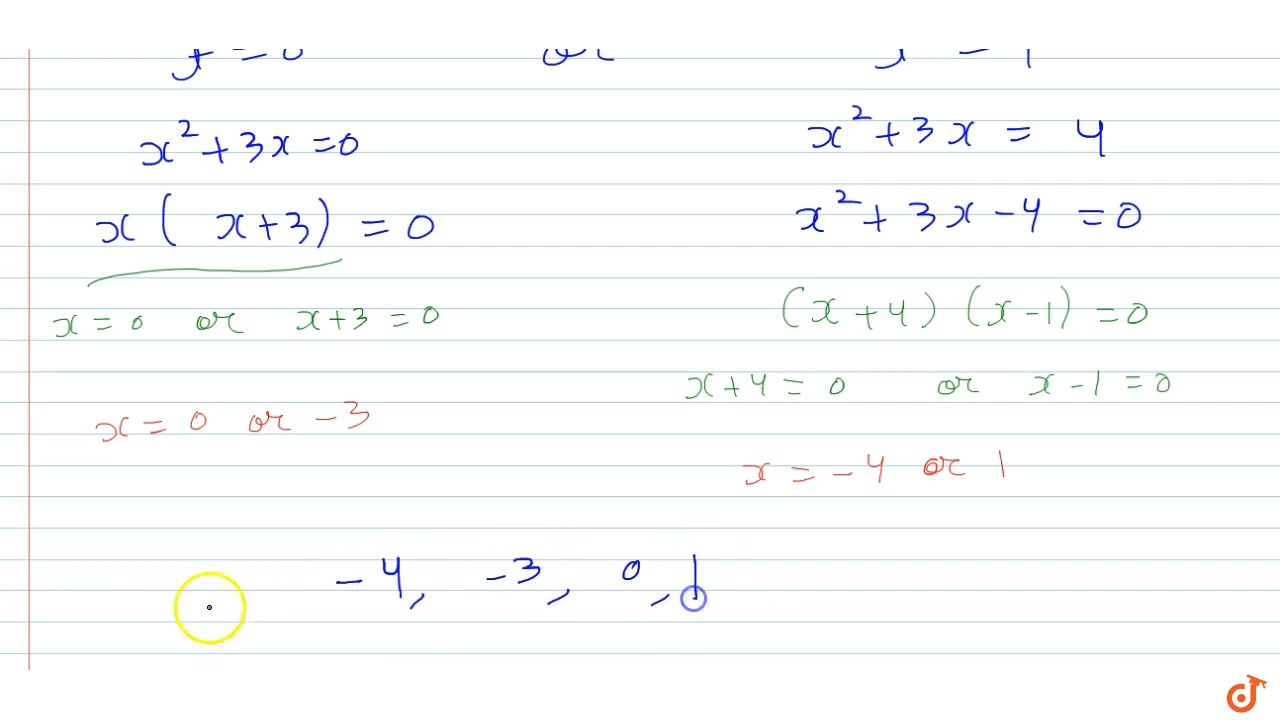 x² + 3x = 0
x ( x + 3 ) = 0
x = 0 or x + 3 = 0
x = 0 or - 3
x² + 3x = 4
x² + 3x - 4 = 0
(x + 4) (x - 1) = 0
x + 4 = 0 or x - 1 = 0
x = - 4 or 1
- 4, - 3, 0, 1